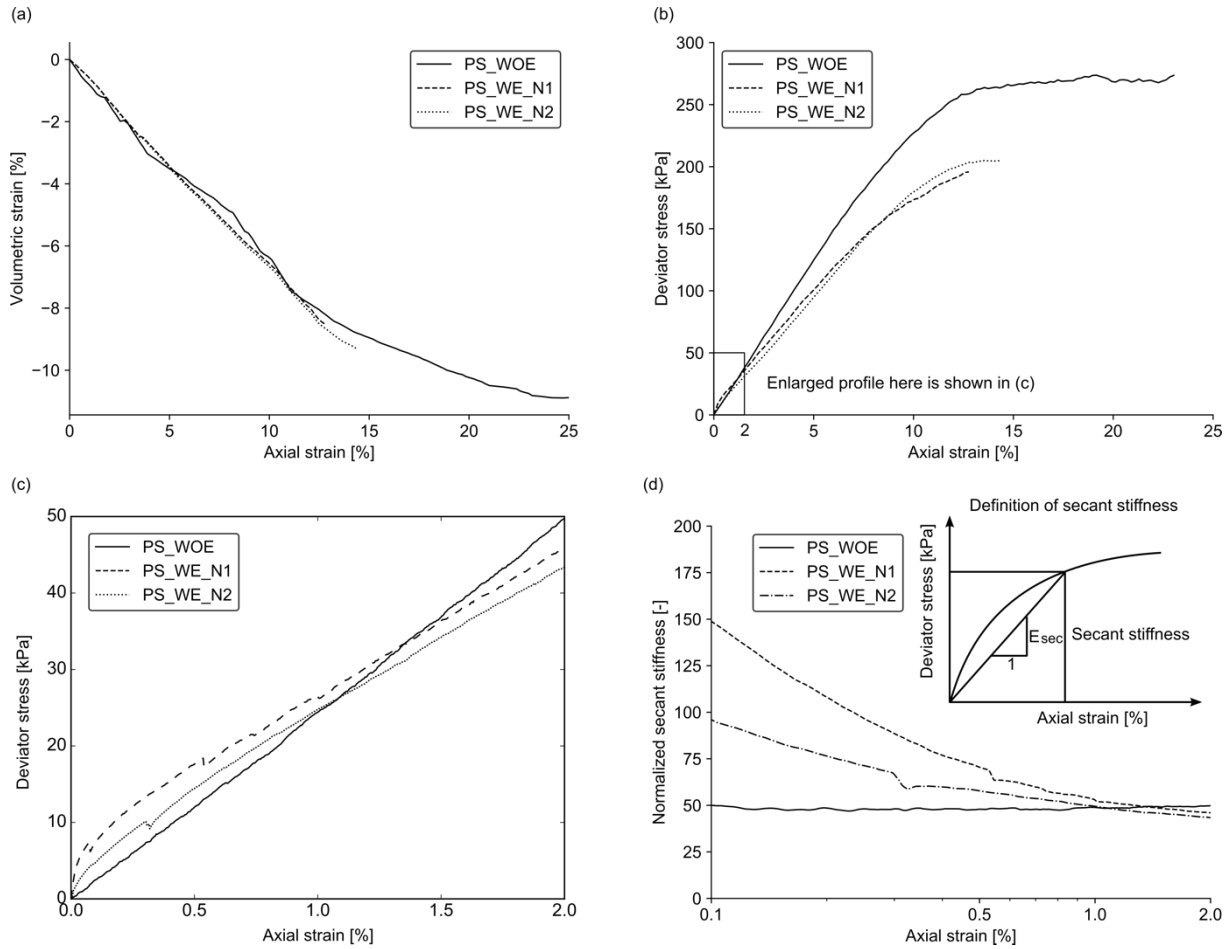 (a)
0
−2
−4
−6
−8
−10
Volumetric strain [%]
PS_WOE
PS_WE_N1
PS_WE_N2
0 5 10 15 20 25
Axial strain [%]
(b)
300
250
200
150
100
50
0
Deviator stress [kPa]
PS_WOE
PS_WE_N1
PS_WE_N2
Enlarged profile here is shown in (c)
0 2 5 10 15 20 25
Axial strain [%]
(c)
50
40
30
20
10
0
Deviator stress [kPa]
PS_WOE
PS_WE_N1
PS_WE_N2
0.0 0.5 1.0 1.5 2.0
Axial strain [%]
(d)
200
175
150
125
100
75
50
25
0
Normalized secant stiffness [-]
PS_WOE
PS_WE_N1
PS_WE_N2
Definition of secant stiffness
Deviator stress [kPa]
Esec
1
Secant stiffness
Axial strain [%]
0.1 0.5 1.0 2.0
Axial strain [%]